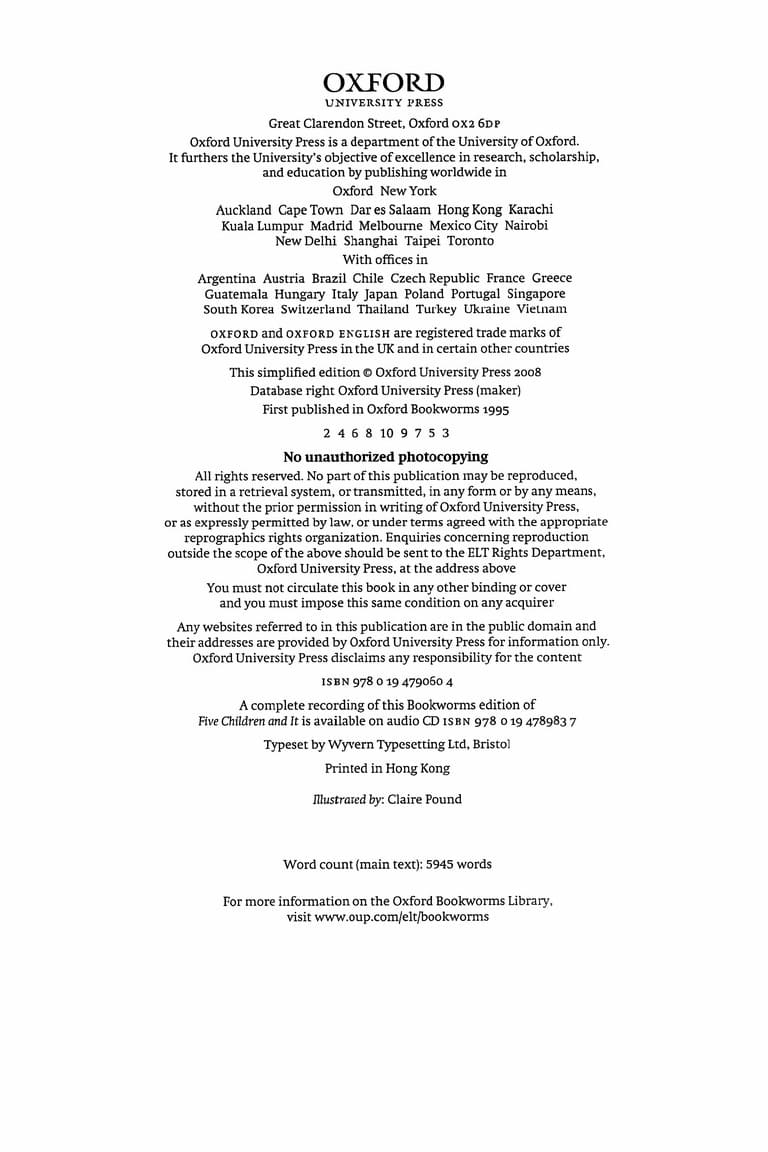 OXFORD
UNIVERSITY PRESS
Great Clarendon Street, Oxford OX2 6DP
Oxford University Press is a department of the University of Oxford.
It furthers the University's objective of excellence in research, scholarship,
and education by publishing worldwide in
Oxford New York
Auckland Cape Town Dar es Salaam Hong Kong Karachi
Kuala Lumpur Madrid Melbourne Mexico City Nairobi
New Delhi Shanghai Taipei Toronto
With offices in
Argentina Austria Brazil Chile Czech Republic France Greece
Guatemala Hungary Italy Japan Poland Portugal Singapore
South Korea Switzerland Thailand Turkey Ukraine Vietnam
OXFORD and OXFORD ENGLISH are registered trade marks of
Oxford University Press in the UK and in certain other countries
This simplified edition © Oxford University Press 2008
Database right Oxford University Press (maker)
First published in Oxford Bookworms 1995
2 4 6 8 10 9 7 5 3
No unauthorized photocopying
All rights reserved. No part of this publication may be reproduced,
stored in a retrieval system, or transmitted, in any form or by any means,
without the prior permission in writing of Oxford University Press,
or as expressly permitted by law, or under terms agreed with the appropriate
reprographics rights organization. Enquiries concerning reproduction
outside the scope of the above should be sent to the ELT Rights Department,
Oxford University Press, at the address above
You must not circulate this book in any other binding or cover
and you must impose this same condition on any acquirer
Any websites referred to in this publication are in the public domain and
their addresses are provided by Oxford University Press for information only.
Oxford University Press disclaims any responsibility for the content
ISBN 978 0 19 479060 4
A complete recording of this Bookworms edition of
Five Children and It is available on audio CD ISBN 978 0 19 478983 7
Typeset by Wyvern Typesetting Ltd, Bristol
Printed in Hong Kong
Illustrated by: Claire Pound
Word count (main text): 5945 words
For more information on the Oxford Bookworms Library,
visit www.oup.com/elt/bookworms